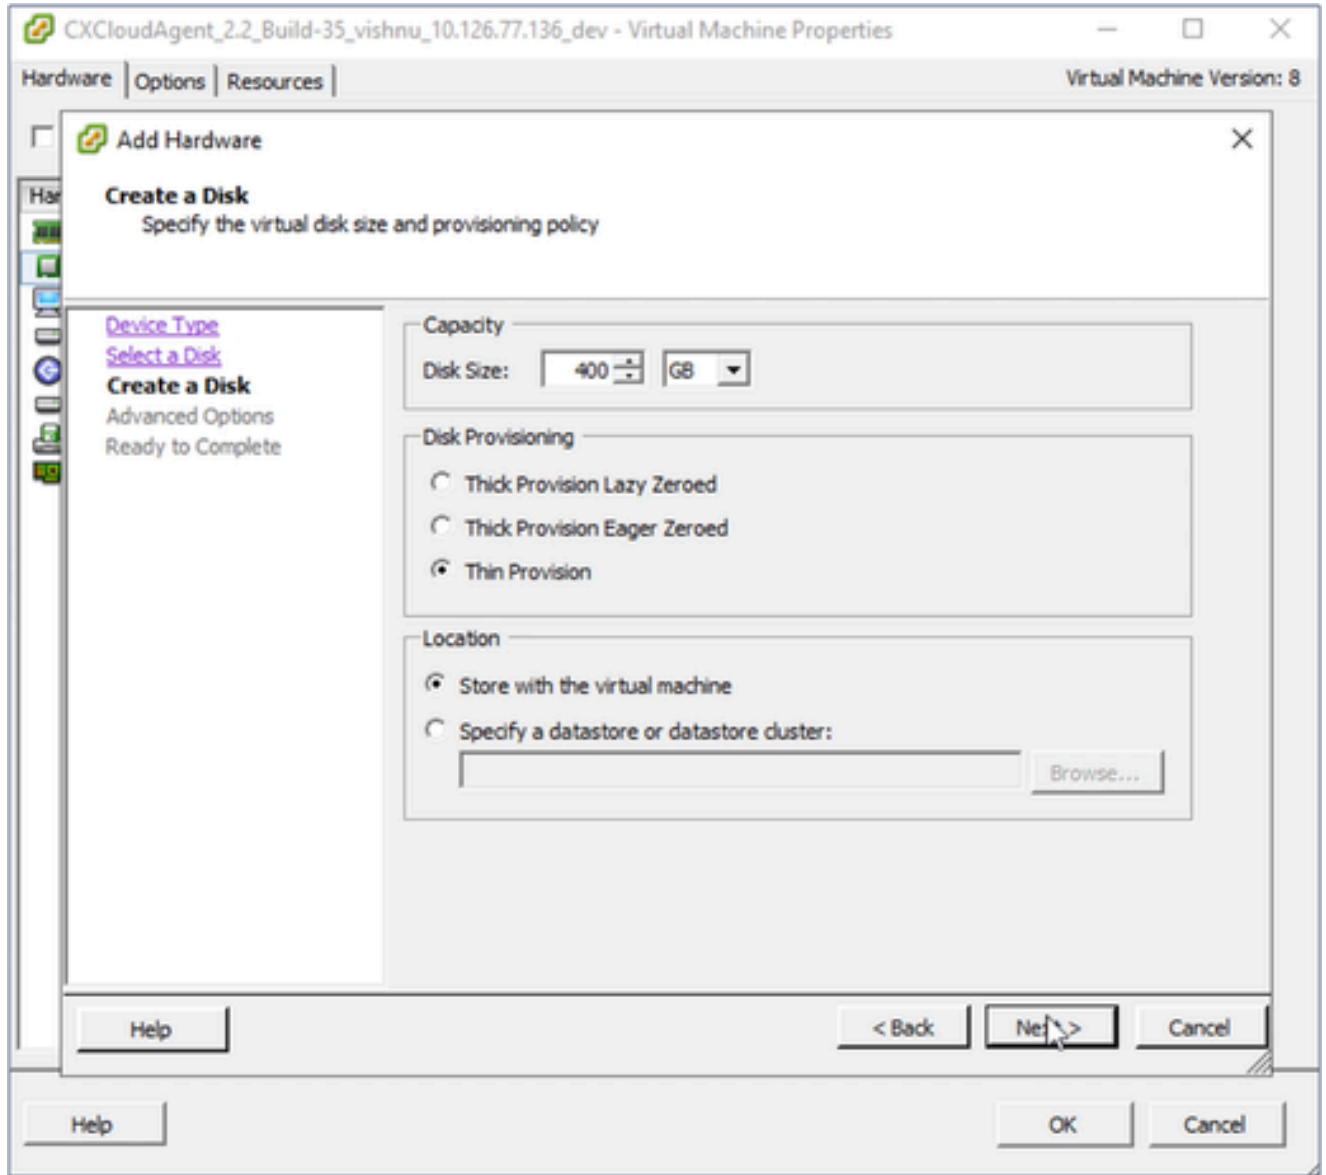 CXCloudAgent_2.2_Build-35_vishnu_10.126.77.136_dev - Virtual Machine Properties
Hardware Options Resources Virtual Machine Version: 8
Add Hardware
Har
Create a Disk
Specify the virtual disk size and provisioning policy
Device Type
Select a Disk
Create a Disk
Advanced Options
Ready to Complete
Capacity
Disk Size: 400 GB
Disk Provisioning
Thick Provision Lazy Zeroed
Thick Provision Eager Zeroed
Thin Provision
Location
Store with the virtual machine
Specify a datastore or datastore cluster:
Browse...
Help < Back Next > Cancel
Help OK Cancel